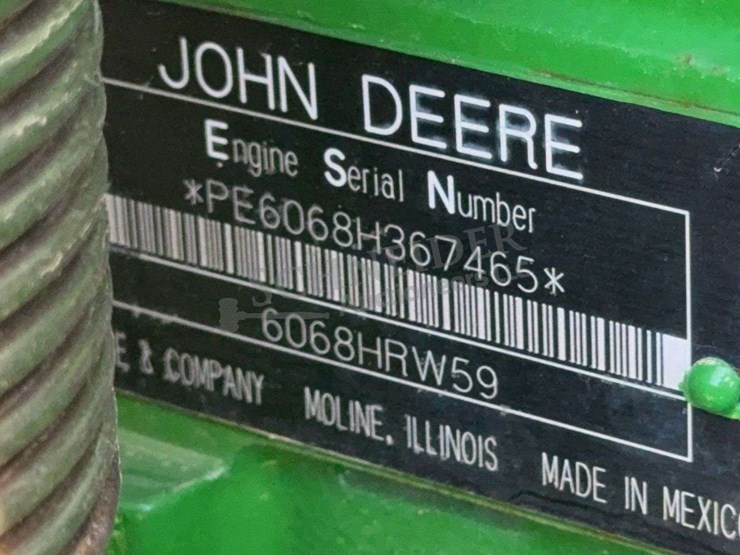 JOHN DEERE
Engine Serial Number
*PE6068H367465*
6068HRW59
& COMPANY MOLINE, ILLINOIS MADE IN MEXICO